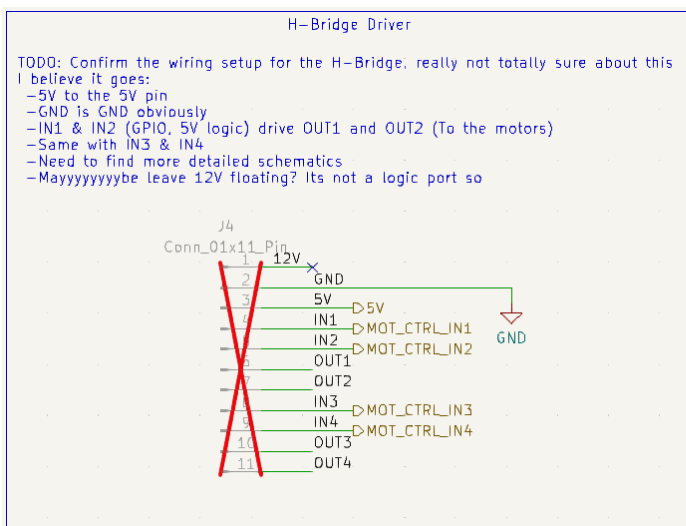 H-Bridge Driver
TODO: Confirm the wiring setup for the H-Bridge, really not totally sure about this
I believe it goes:
-5V to the 5V pin
-GND is GND obviously
-IN1 & IN2 (GPIO, 5V logic) drive OUT1 and OUT2 (To the motors)
-Same with IN3 & IN4
-Need to find more detailed schematics
-Mayyyyyyyybe leave 12V floating? Its not a logic port so
J4
Conn_01x11_Pin
1 12V
2 GND
3 5V 5V
4 IN1 MOT_CTRL_IN1
GND
IN2 MOT_CTRL_IN2
OUT1
7 OUT2
8 IN3 MOT_CTRL_IN3
9 IN4 MOT_CTRL_IN4
10 OUT3
11 OUT4